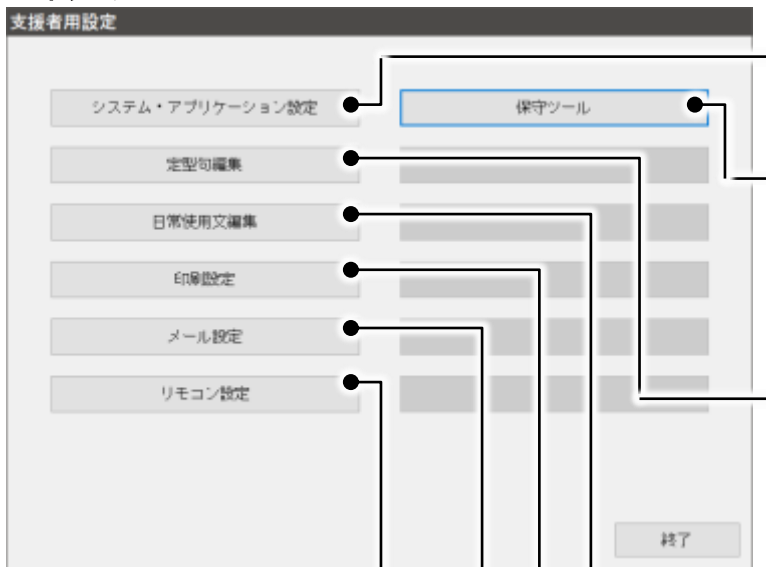 支援者用設定
システム・アプリケーション設定
保守ツール
定型句編集
日常使用文編集
印刷設定
メール設定
リモコン設定
終了